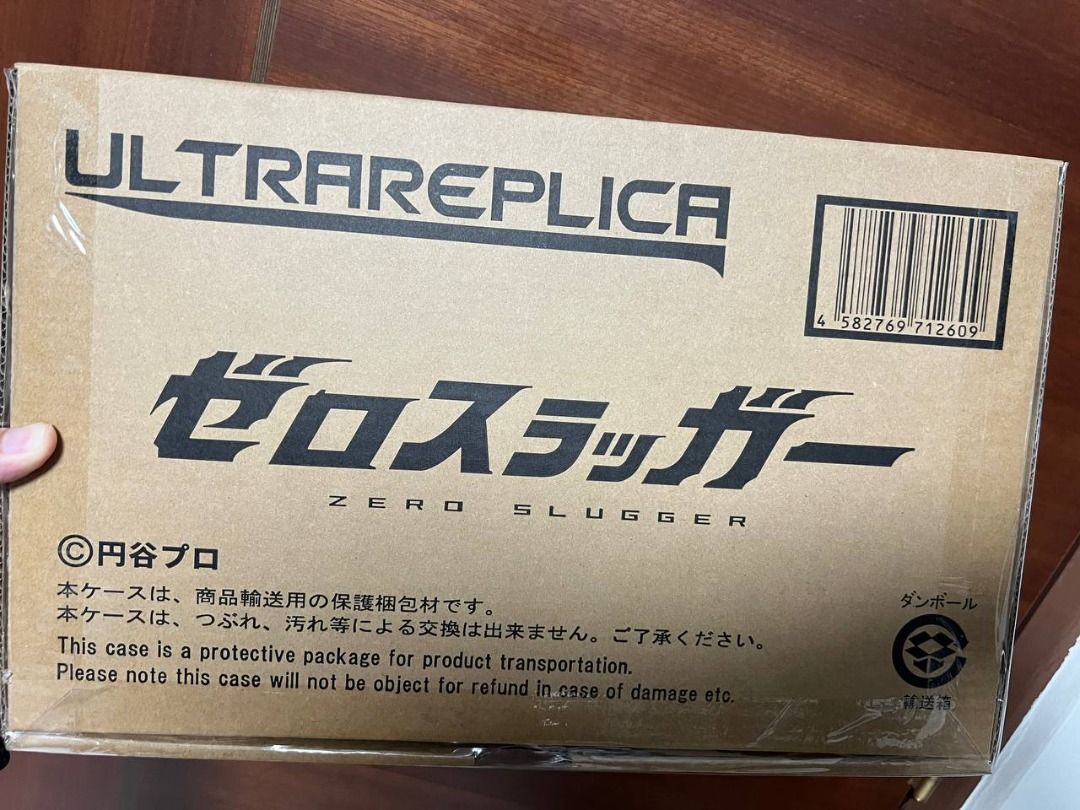 ULTRAREPLICA
4 582769 712609
ゼロスラッガー
ZERO SLUGGER
©円谷プロ
本ケースは、商品輸送用の保護梱包材です。
本ケースは、つぶれ、汚れ等による交換は出来ません。ご了承ください。
This case is a protective package for product transportation.
Please note this case will not be object for refund in case of damage etc.
ダンボール
輸送箱